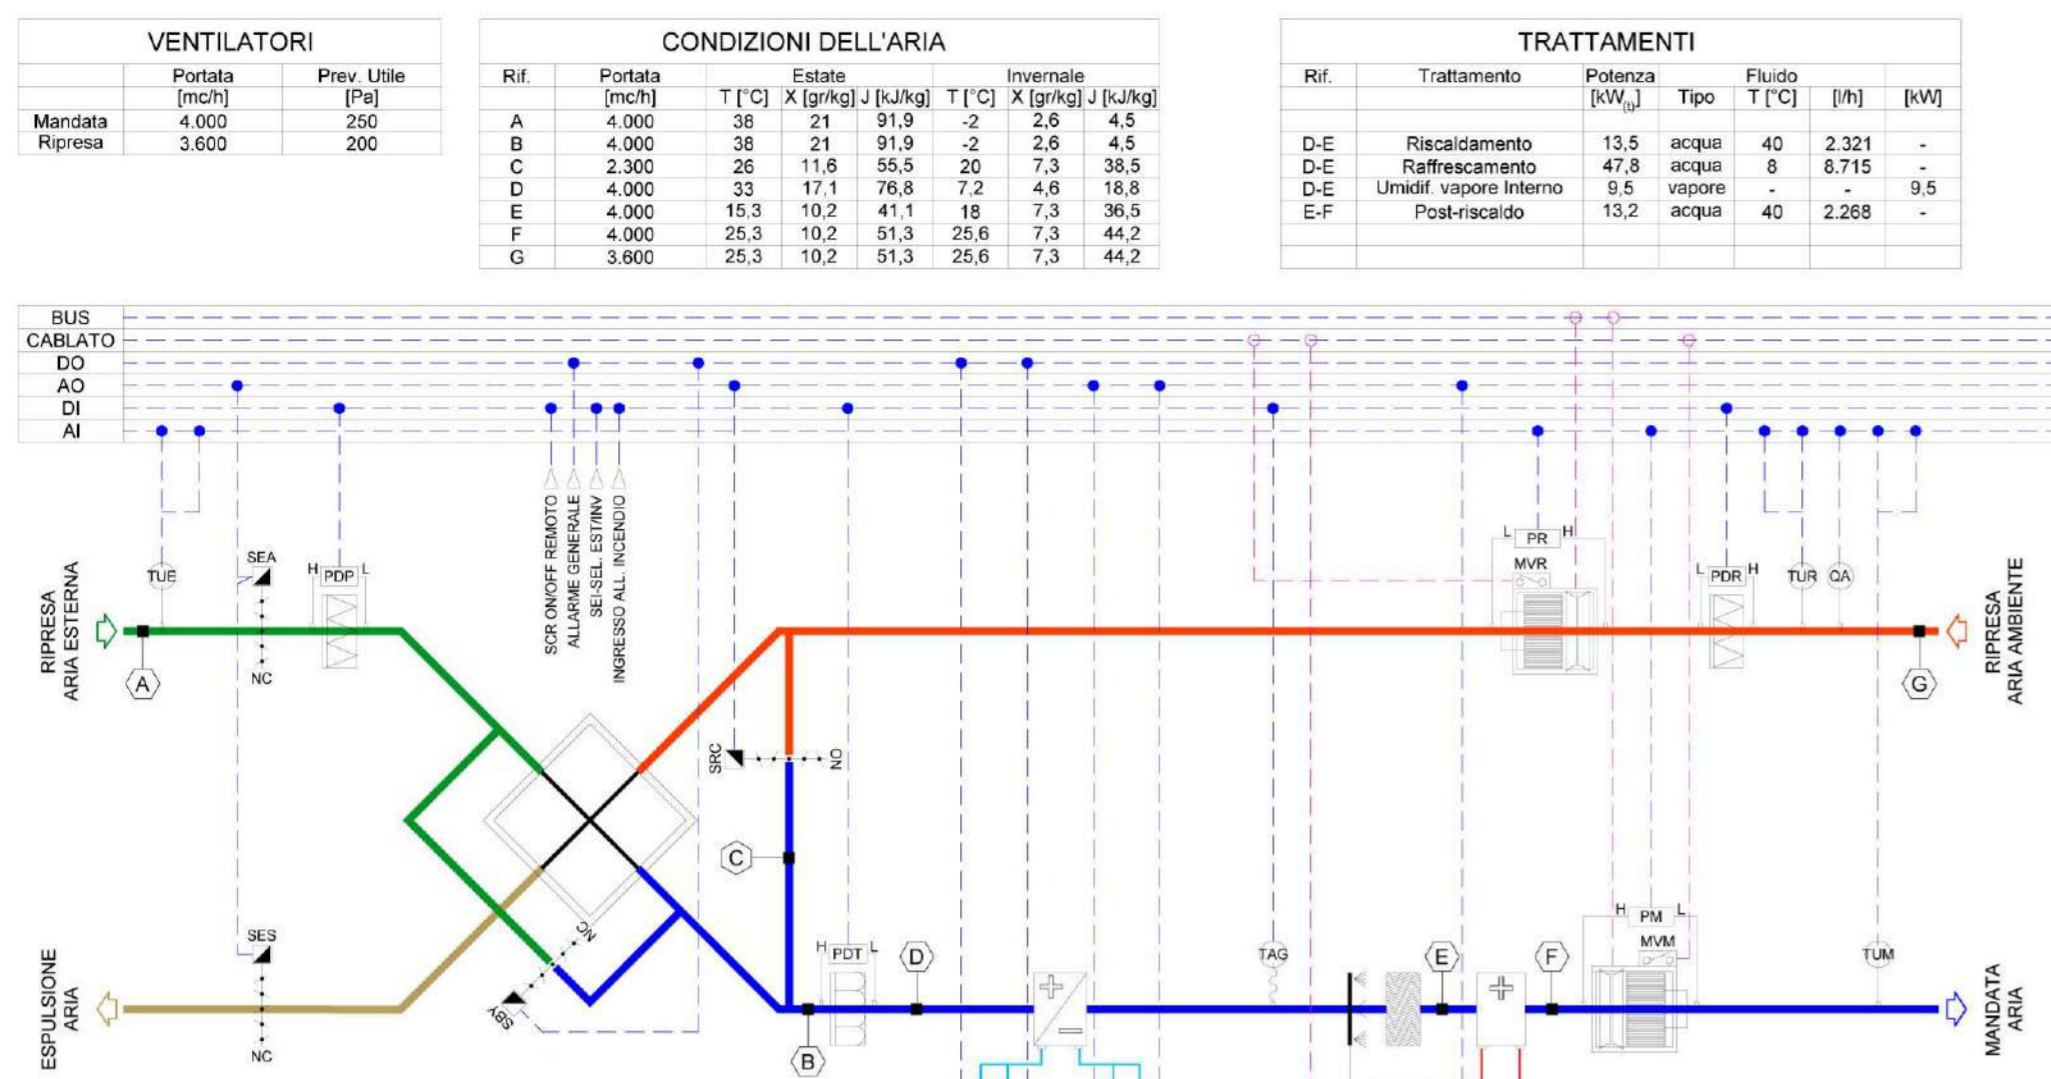 VENTILATORI
Portata Prev. Utile
[mc/h] [Pa]
Mandata 4.000 250
Ripresa 3.600 200
CONDIZIONI DELL'ARIA
Rif. Portata Estate Invernale
[mc/h] T [°C] X [gr/kg] J [kJ/kg] T [°C] X [gr/kg] J [kJ/kg]
A 4.000 38 21 91,9 -2 2,6 4,5
B 4.000 38 21 91,9 -2 2,6 4,5
C 2.300 26 11,6 55,5 20 7,3 38,5
D 4.000 33 17,1 76,8 7,2 4,6 18,8
E 4.000 15,3 10,2 41,1 18 7,3 36,5
F 4.000 25,3 10,2 51,3 25,6 7,3 44,2
G 3.600 25,3 10,2 51,3 25,6 7,3 44,2
TRATTAMENTI
Rif. Trattamento Potenza Fluido
[kW(t)] Tipo T [°C] [l/h] [kW]
D-E Riscaldamento 13,5 acqua 40 2.321 -
D-E Raffrescamento 47,8 acqua 8 8.715 -
D-E Umidif. vapore Interno 9,5 vapore - - 9,5
E-F Post-riscaldo 13,2 acqua 40 2.268 -
BUS
CABLATO
DO
AO
DI
AI
SCR ON/OFF REMOTO
ALLARME GENERALE
SEI-SEL. EST/INV
INGRESSO ALL. INCENDIO
RIPRESA
ARIA ESTERNA
TUE
SEA
H PDP L
NC
A
L PR H
MVR
L PDR H
TUR
QA
RIPRESA
ARIA AMBIENTE
G
SRC
NO
C
ESPULSIONE
ARIA
SES
NC
NC
SBY
H PDT L
B
D
TAG
E
F
H PM L
MVM
TUM
MANDATA
ARIA